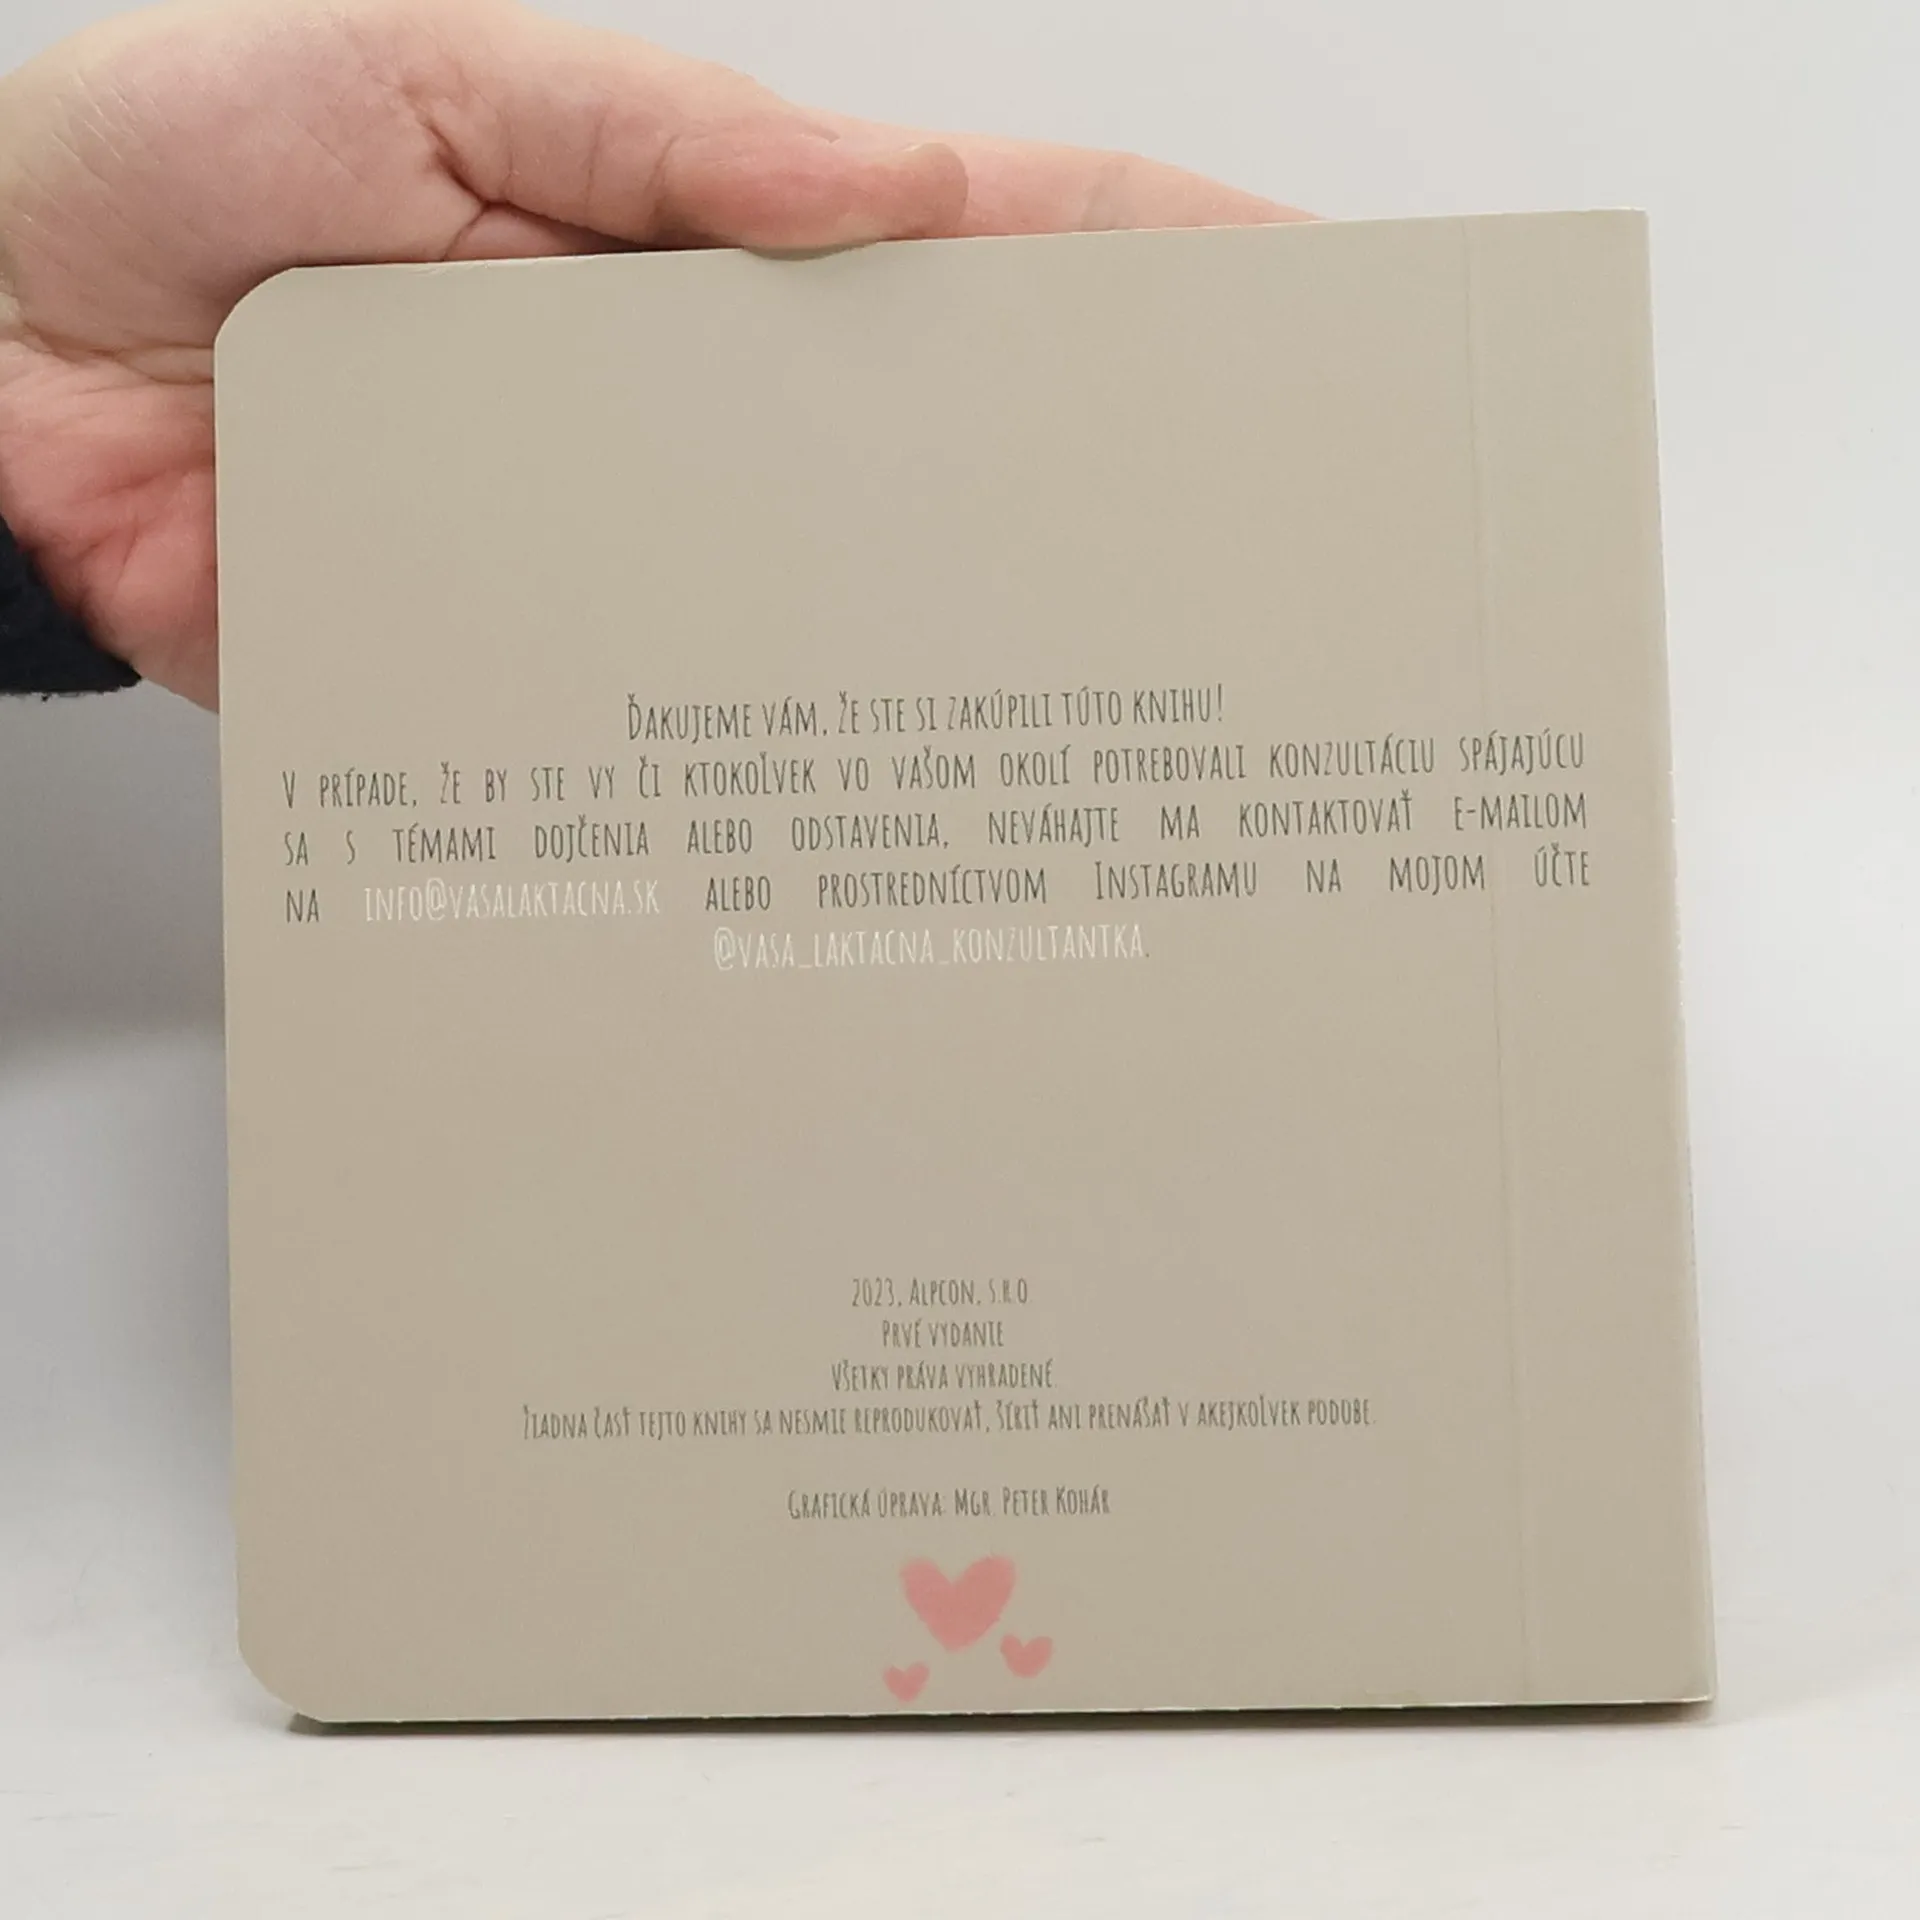 Ďakujeme vám, že ste si zakúpili túto knihu!
V prípade, že by ste vy či ktokoľvek vo vašom okolí potrebovali konzultáciu spájajúcu
sa s témami dojčenia alebo odstavenia, neváhajte ma kontaktovať e-mailom
na info@vasalaktacna.sk alebo prostredníctvom Instagramu na mojom účte
@vasa_laktacna_konzultantka.
2023, Alpcon, s.r.o
Prvé vydanie
Všetky práva vyhradené.
Žiadna časť tejto knihy sa nesmie reprodukovať, šíriť ani prenášať v akejkoľvek podobe.
Grafická úprava: Mgr. Peter Kohár